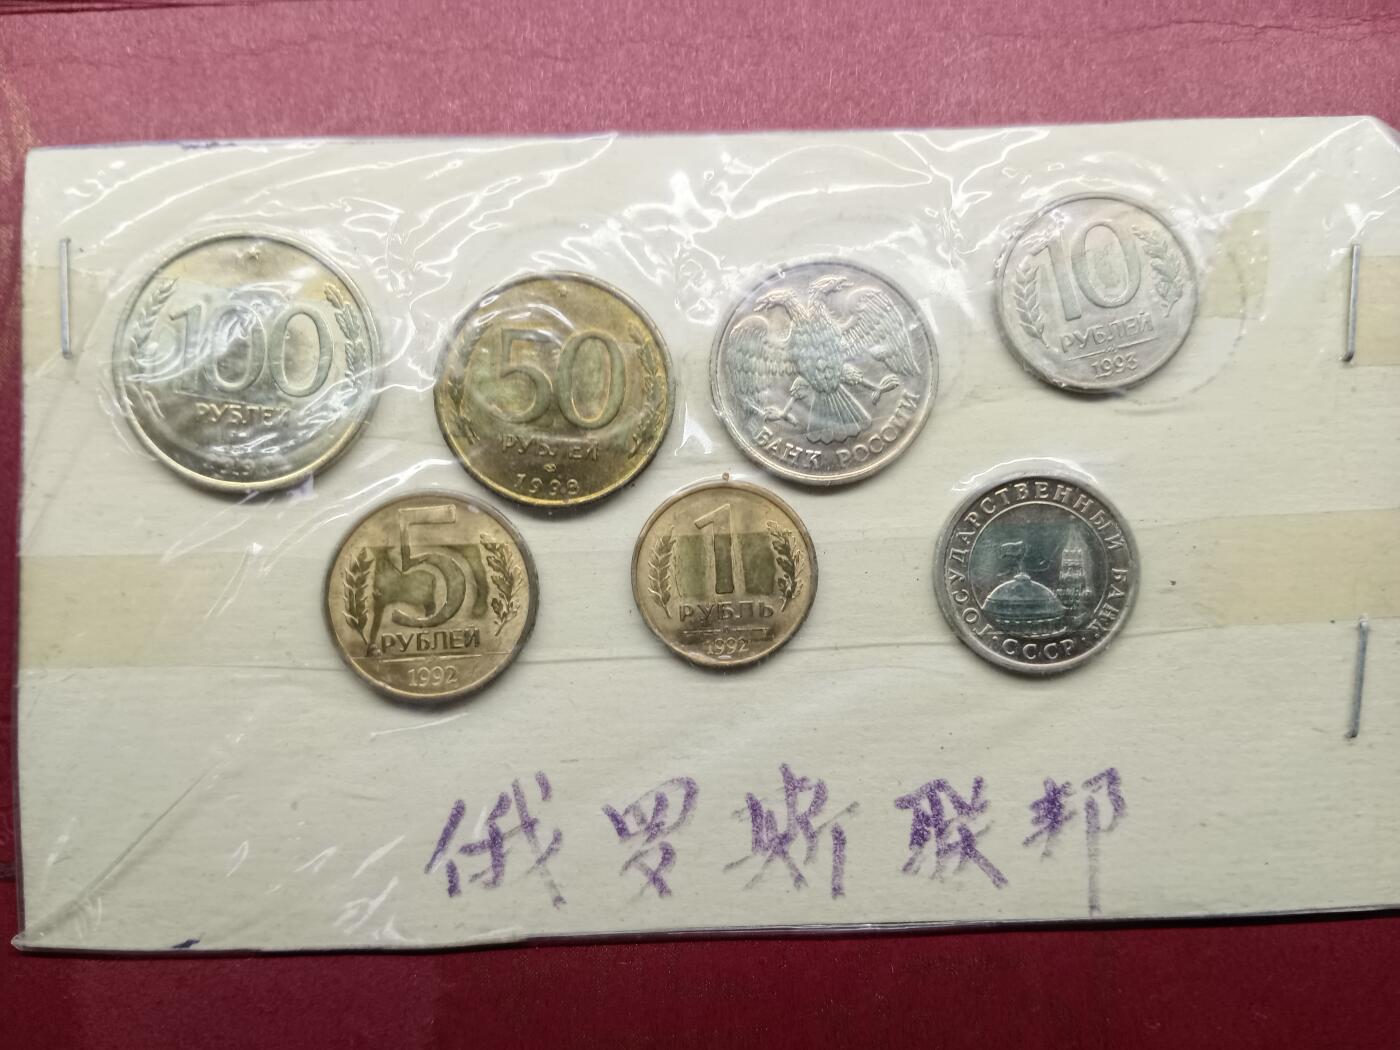 100
РУБЛЕЙ
50
РУБЛЕЙ
1993
БАНК РОССИИ
10
РУБЛЕЙ
1993
5
РУБЛЕЙ
1992
1
РУБЛЬ
1992
ГОСУДАРСТВЕННЫЙ БАНК
СССР
俄罗斯联邦